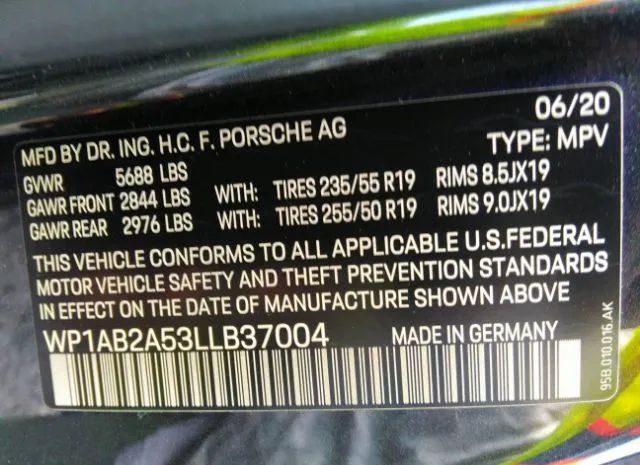 06/20
MFD BY DR. ING. H.C. F. PORSCHE AG TYPE: MPV
GVWR 5688 LBS
GAWR FRONT 2844 LBS WITH: TIRES 235/55 R19 RIMS 8.5JX19
GAWR REAR 2976 LBS WITH: TIRES 255/50 R19 RIMS 9.0JX19
THIS VEHICLE CONFORMS TO ALL APPLICABLE U.S.FEDERAL
MOTOR VEHICLE SAFETY AND THEFT PREVENTION STANDARDS
IN EFFECT ON THE DATE OF MANUFACTURE SHOWN ABOVE
WP1AB2A53LLB37004 MADE IN GERMANY
95B.010.016.AK